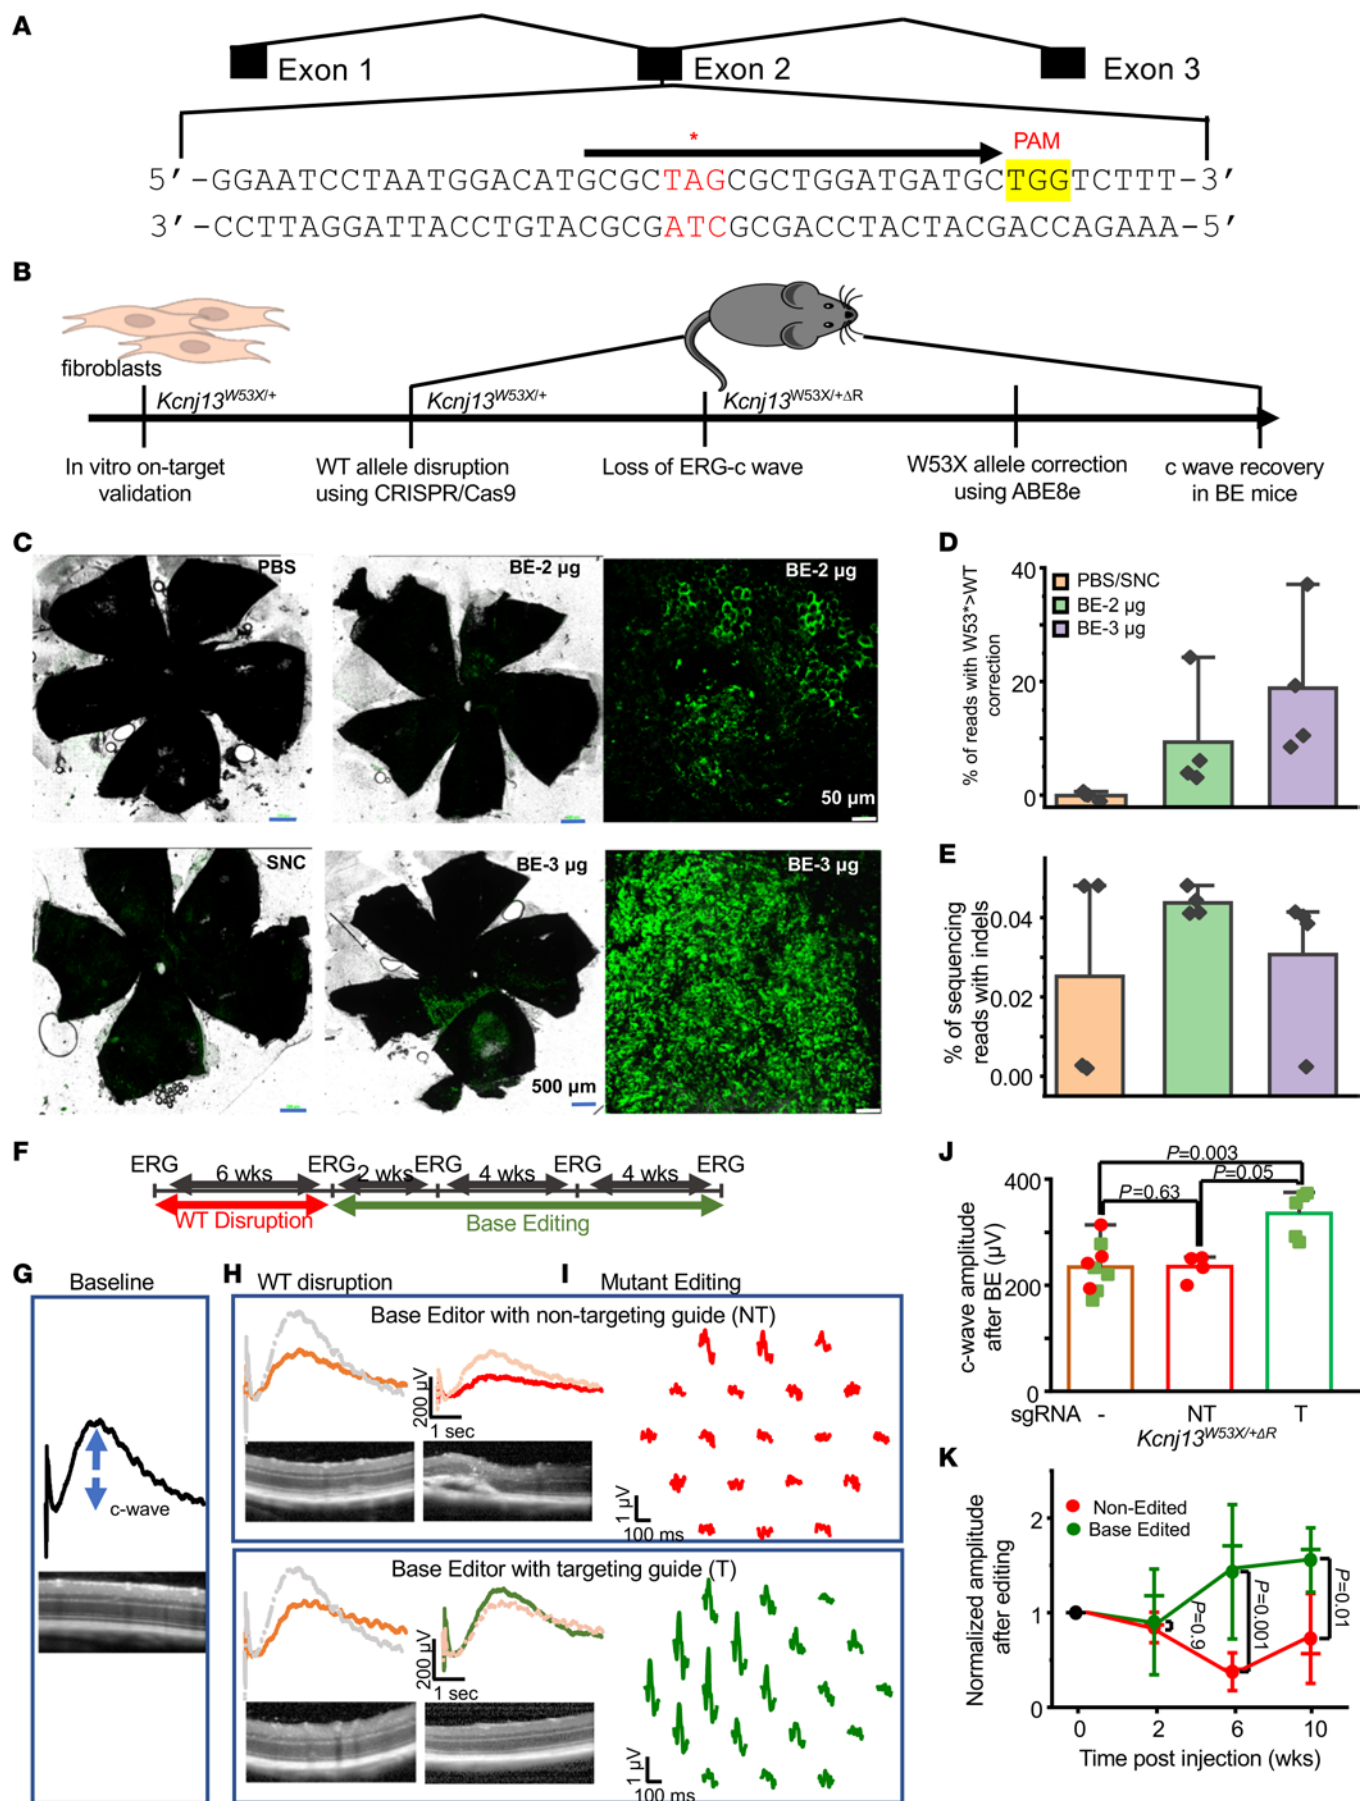 A
Exon 1
Exon 2
Exon 3
*
PAM
5'-GGAATCCTAATGGACATGCGCTAGCGCTGGATGATGCTGGTCTTT-3'
3'-CCTTAGGATTACCTGTACGCGATCGCGACCTACTACGACCAGAAA-5'
B
fibroblasts
Kcnj13W53X/+
Kcnj13W53X/+
Kcnj13W53X/+ΔR
In vitro on-target
validation
WT allele disruption
using CRISPR/Cas9
Loss of ERG-c wave
W53X allele correction
using ABE8e
c wave recovery
in BE mice
C
PBS
BE-2 µg
BE-2 µg
50 µm
SNC
BE-3 µg
BE-3 µg
500 µm
D
% of reads with W53*>WT
correction
40
20
0
PBS/SNC
BE-2 µg
BE-3 µg
E
% of sequencing
reads with indels
0.04
0.02
0.00
F
ERG
6 wks
ERG
2 wks
ERG
4 wks
ERG
4 wks
ERG
WT Disruption
Base Editing
G
Baseline
c-wave
H
WT disruption
I
Mutant Editing
Base Editor with non-targeting guide (NT)
200 µV
1 sec
1 µV
100 ms
Base Editor with targeting guide (T)
200 µV
1 sec
1 µV
100 ms
J
c-wave amplitude
after BE (µV)
400
200
0
P=0.003
P=0.05
P=0.63
sgRNA - NT T
Kcnj13W53X/+ΔR
K
Normalized amplitude
after editing
2
1
0
Non-Edited
Base Edited
P=0.9
P=0.001
P=0.01
0 2 6 10
Time post injection (wks)